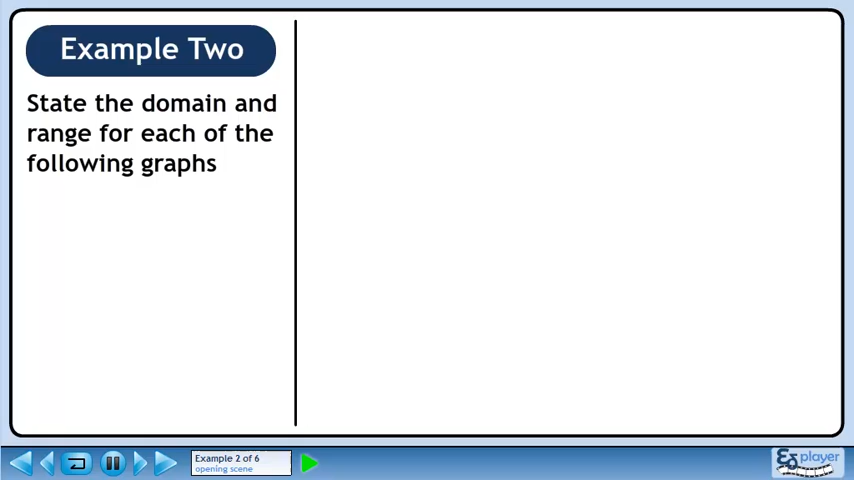 Example Two
State the domain and
range for each of the
following graphs
Example 2 of 6
opening scene
player